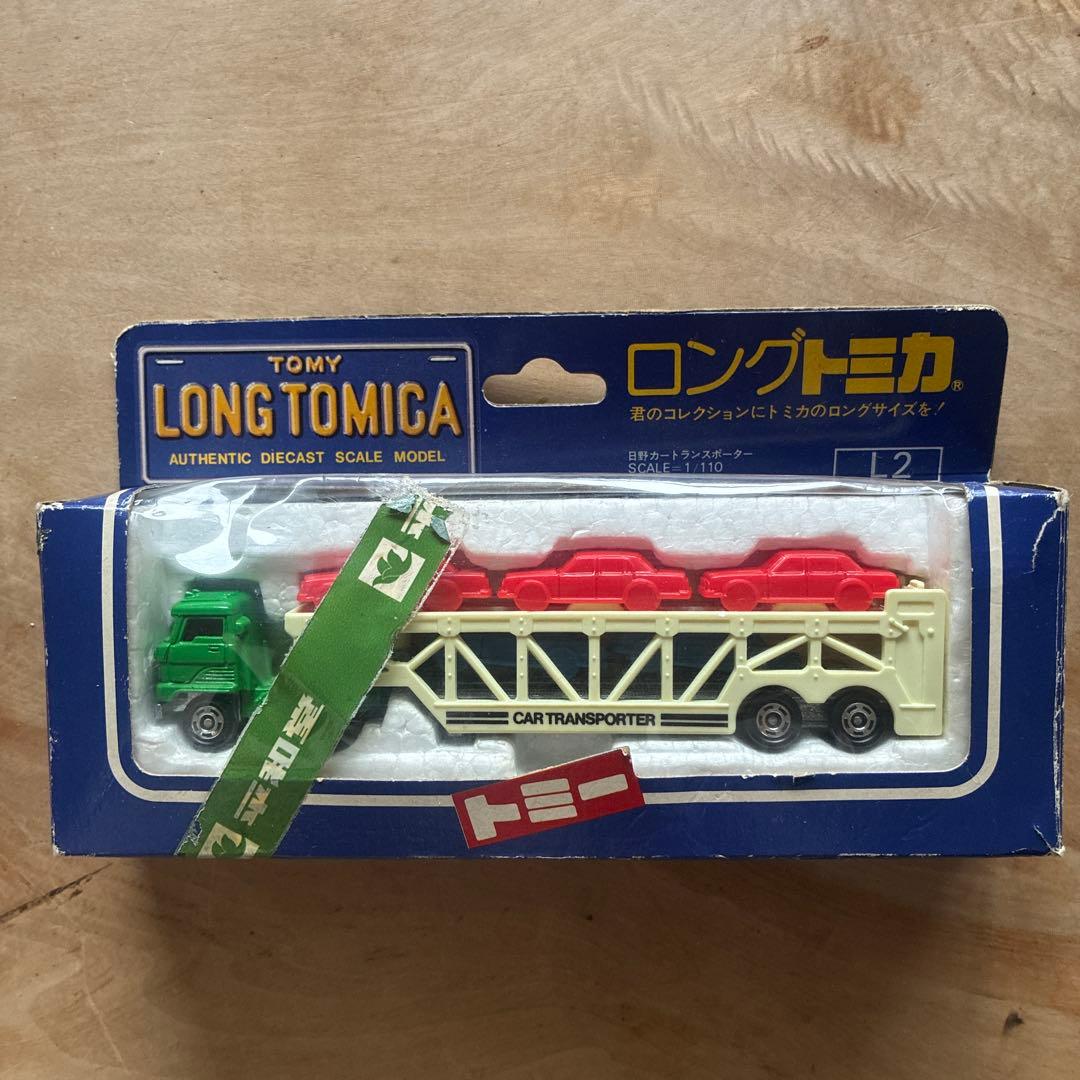 TOMY
LONG TOMICA
AUTHENTIC DIECAST SCALE MODEL
ロングトミカ®
君のコレクションにトミカのロングサイズを!
日野カートランスポーター
SCALE=1/110
L2
CAR TRANSPORTER
トミー